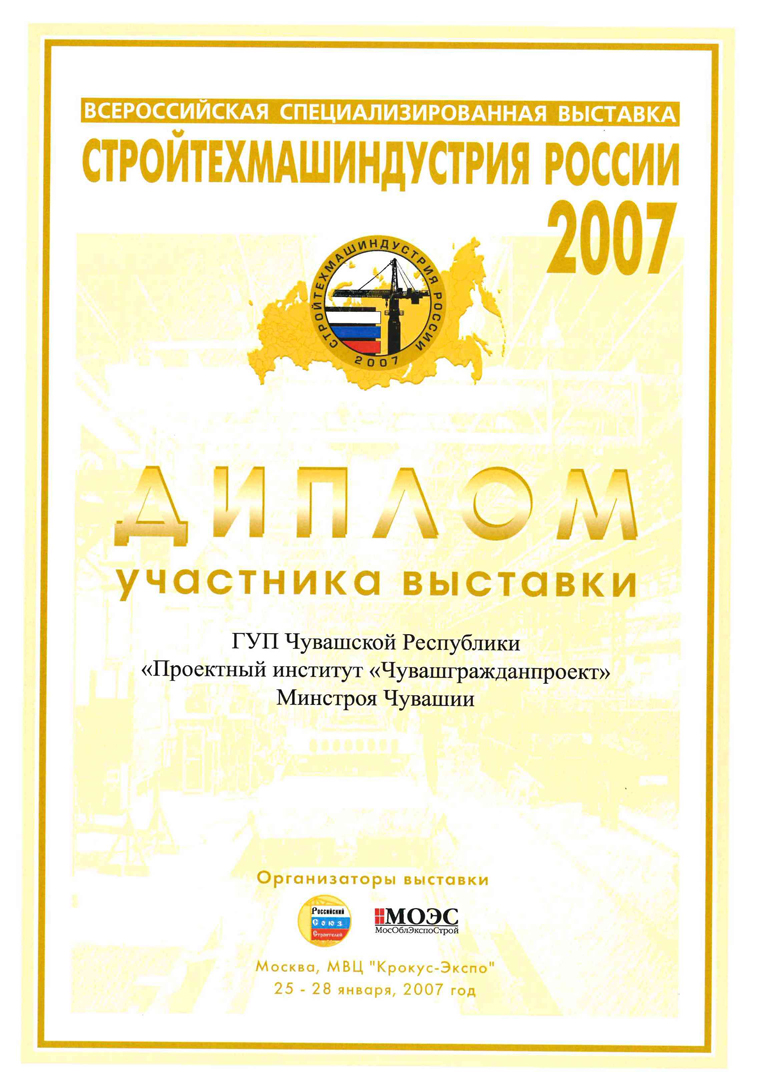 ВСЕРОССИЙСКАЯ СПЕЦИАЛИЗИРОВАННАЯ ВЫСТАВКА
СТРОЙТЕХМАШИНДУСТРИЯ РОССИИ
2007
СТРОЙТЕХМАШИНДУСТРИЯ РОССИИ
2007
ДИПЛОМ
участника выставки
ГУП Чувашской Республики
«Проектный институт «Чувашгражданпроект»
Минстроя Чувашии
Организаторы выставки
Российский
Союз
Строителей
МОЭС
МосОблЭкспоСтрой
Москва, МВЦ "Крокус-Экспо"
25 - 28 января, 2007 год